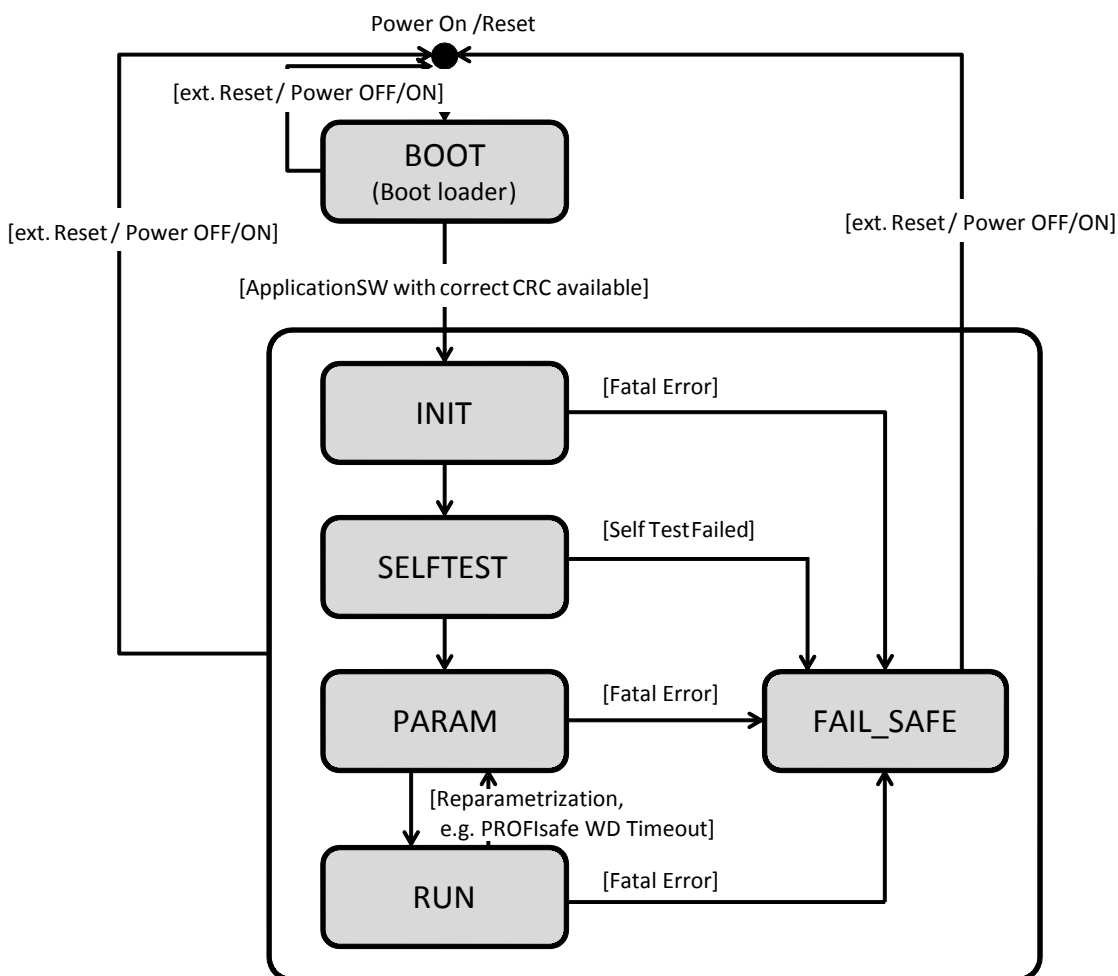 Power On /Reset
[ext. Reset / Power OFF/ON]
BOOT
(Boot loader)
[ext. Reset / Power OFF/ON]
[ext. Reset / Power OFF/ON]
[ApplicationSW with correct CRC available]
INIT
[Fatal Error]
SELFTEST
[Self TestFailed]
PARAM
[Fatal Error]
FAIL_SAFE
[Reparametrization,
e.g. PROFIsafe WD Timeout]
RUN
[Fatal Error]